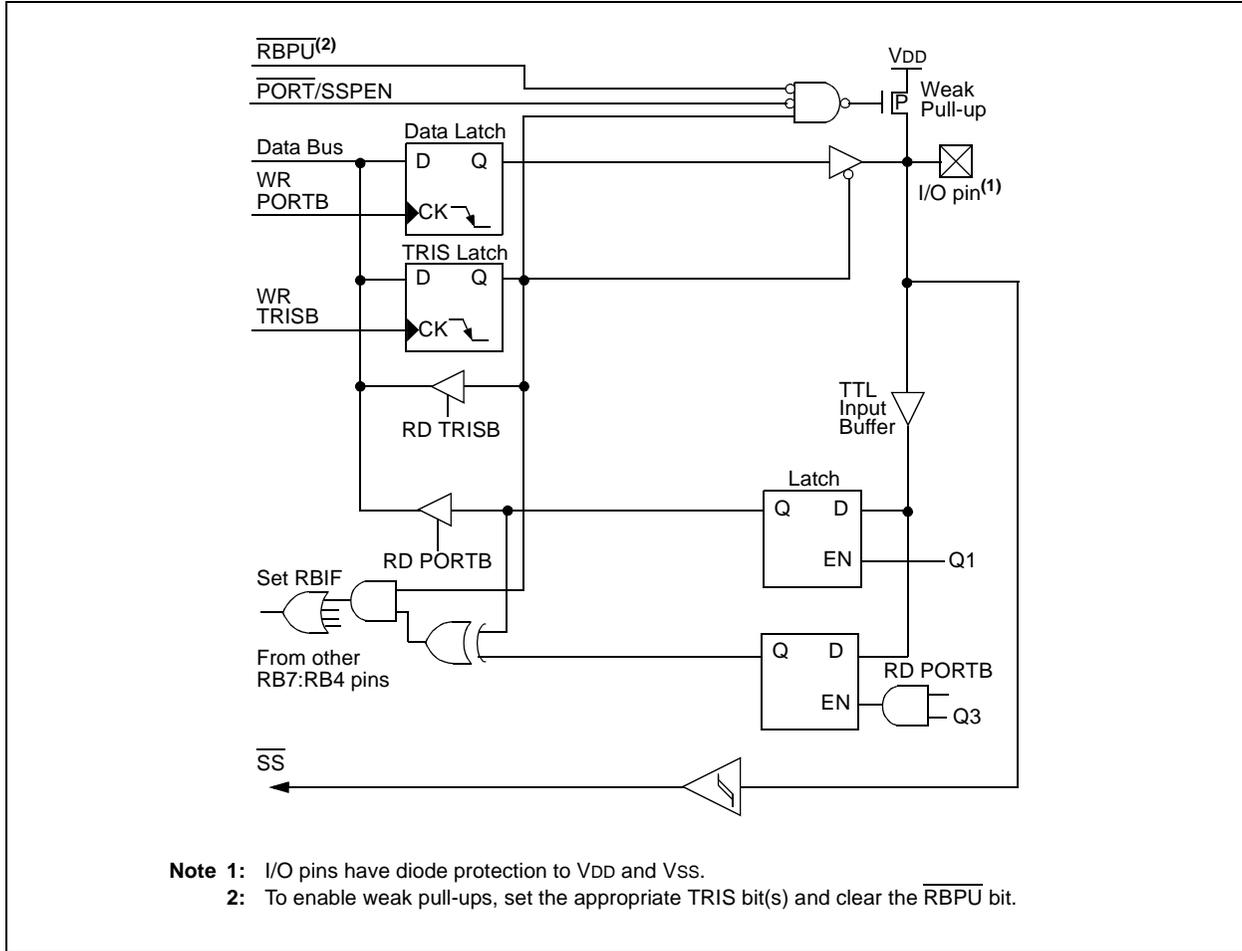 RBPU(2)
PORT/SSPEN
VDD
P
Weak
Pull-up
Data Latch
Data Bus
D Q
WR
PORTB
CK
I/O pin(1)
TRIS Latch
D Q
WR
TRISB
CK
RD TRISB
TTL
Input
Buffer
Latch
Q D
EN
Q1
RD PORTB
Set RBIF
From other
RB7:RB4 pins
Q D
RD PORTB
EN
Q3
SS
Note 1: I/O pins have diode protection to VDD and VSS.
2: To enable weak pull-ups, set the appropriate TRIS bit(s) and clear the RBPU bit.